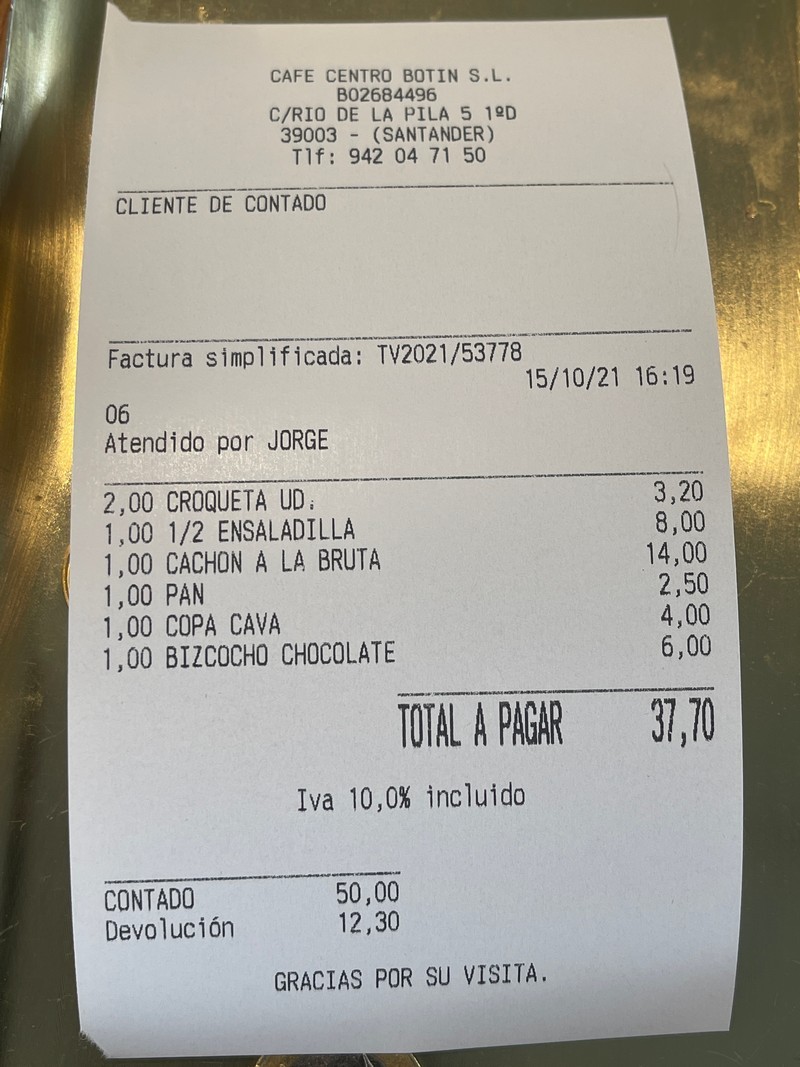 CAFE CENTRO BOTIN S.L.
B02684496
C/RIO DE LA PILA 5 1ºD
39003 - (SANTANDER)
Tlf: 942 04 71 50
CLIENTE DE CONTADO
Factura simplificada: TV2021/53778
15/10/21 16:19
06
Atendido por JORGE
2,00 CROQUETA UD. 3,20
1,00 1/2 ENSALADILLA 8,00
1,00 CACHON A LA BRUTA 14,00
1,00 PAN 2,50
1,00 COPA CAVA 4,00
1,00 BIZCOCHO CHOCOLATE 6,00
TOTAL A PAGAR 37,70
Iva 10,0% incluido
CONTADO 50,00
Devolución 12,30
GRACIAS POR SU VISITA.